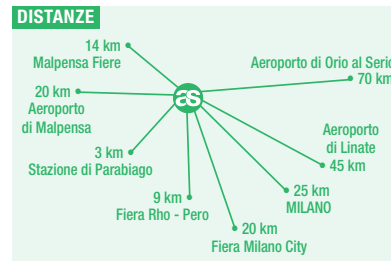 DISTANZE
14 km
Malpensa Fiere
Aeroporto di Orio al Serio
70 km
20 km
Aeroporto
di Malpensa
as
Aeroporto
di Linate
45 km
3 km
Stazione di Parabiago
25 km
MILANO
9 km
Fiera Rho - Pero
20 km
Fiera Milano City